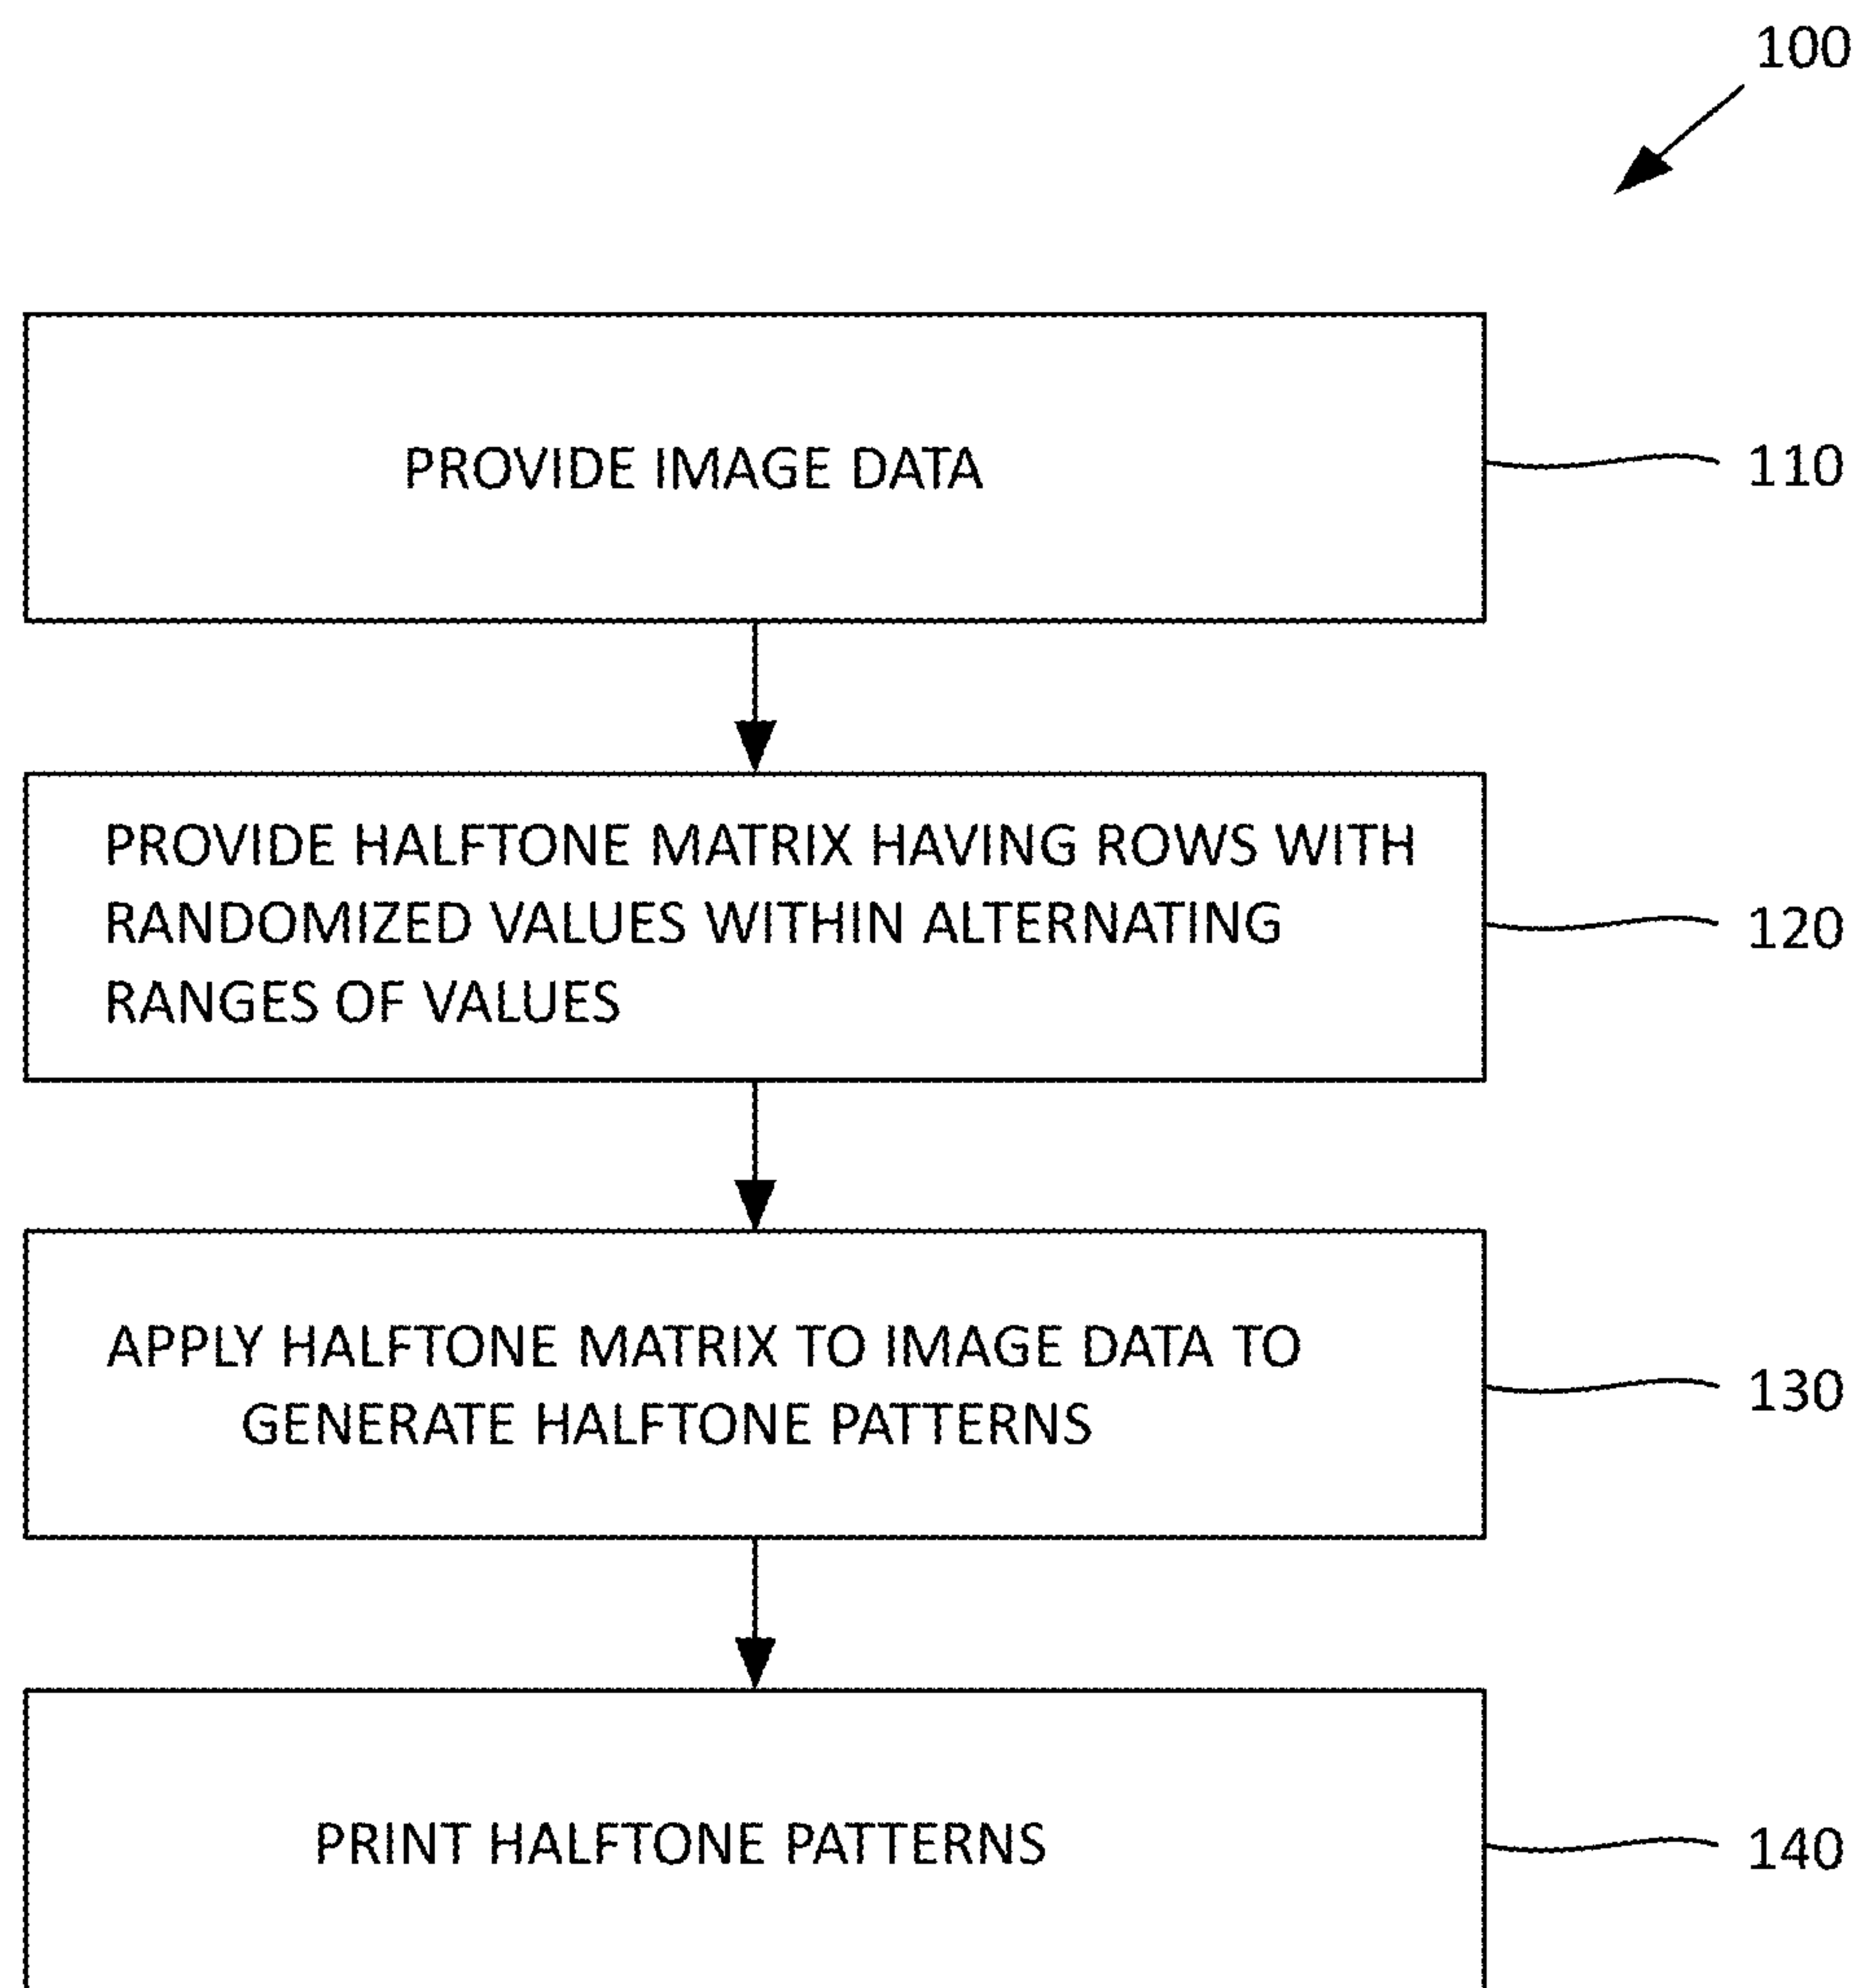 100
PROVIDE IMAGE DATA
110
PROVIDE HALFTONE MATRIX HAVING ROWS WITH
RANDOMIZED VALUES WITHIN ALTERNATING
RANGES OF VALUES
120
APPLY HALFTONE MATRIX TO IMAGE DATA TO
GENERATE HALFTONE PATTERNS
130
PRINT HALFTONE PATTERNS
140